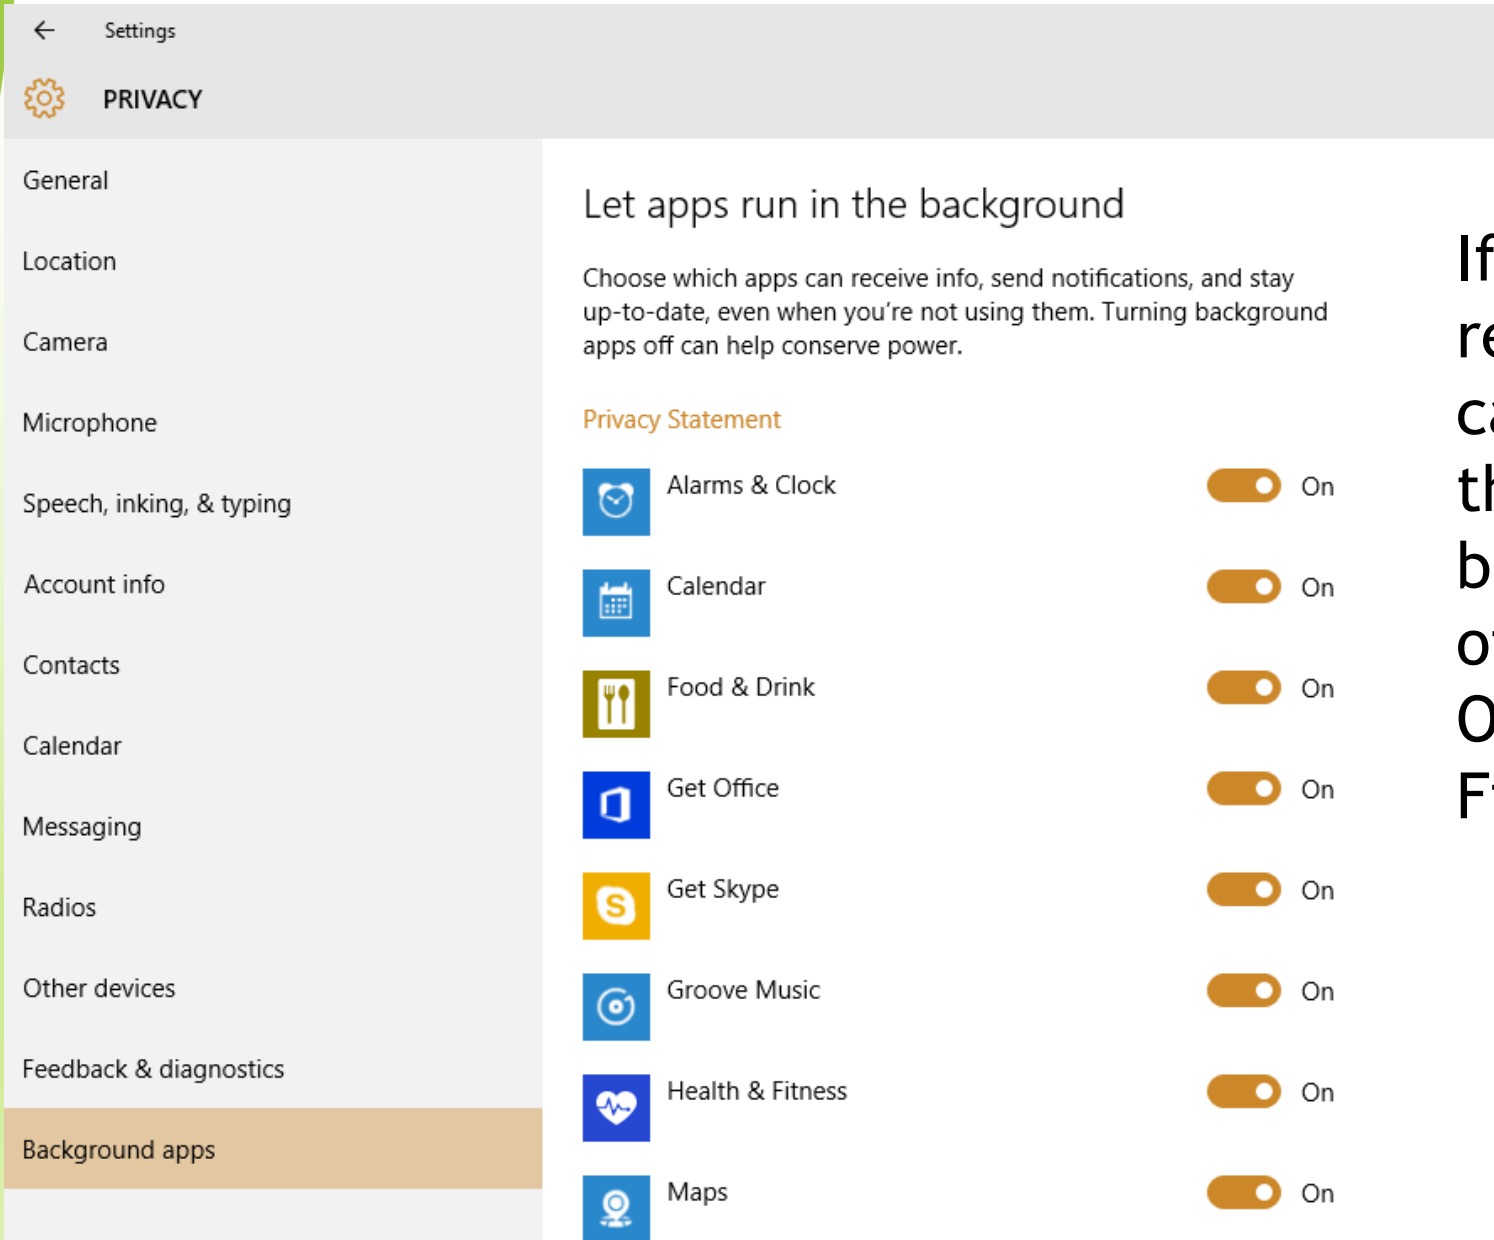 Settings
PRIVACY
General
Location
Camera
Microphone
Speech, inking, & typing
Account info
Contacts
Calendar
Messaging
Radios
Other devices
Feedback & diagnostics
Background apps
Let apps run in the background
Choose which apps can receive info, send notifications, and stay
up-to-date, even when you're not using them. Turning background
apps off can help conserve power.
Privacy Statement
Alarms & Clock On
Calendar On
Food & Drink On
Get Office On
Get Skype On
Groove Music On
Health & Fitness On
Maps On
If